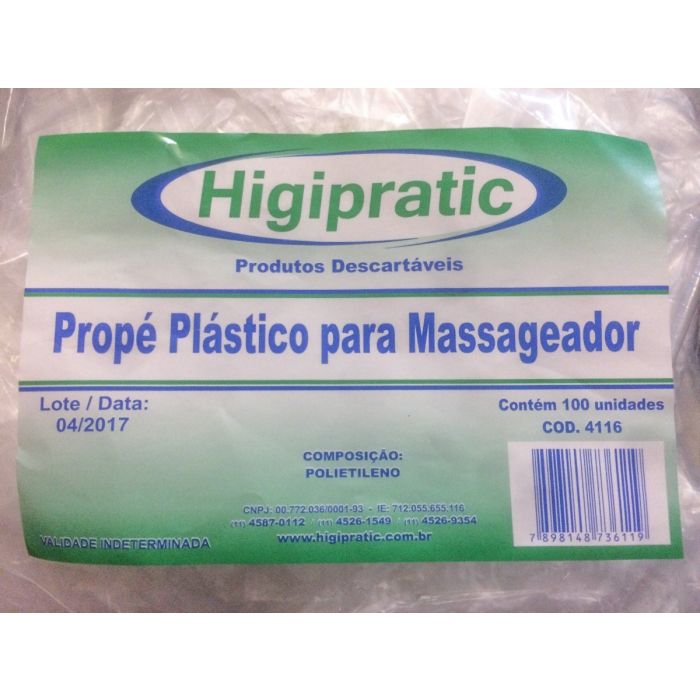 Higipratic
Produtos Descartáveis
Propé Plástico para Massageador
Lote / Data:
04/2017
Contém 100 unidades
COD. 4116
COMPOSIÇÃO:
POLIETILENO
CNPJ: 00.772.036/0001-93 - IE: 712.055.655.116
(11) 4587-0112 / (11) 4526-1549 / (11) 4526-9354
www.higipratic.com.br
VALIDADE INDETERMINADA
7 898148 736119